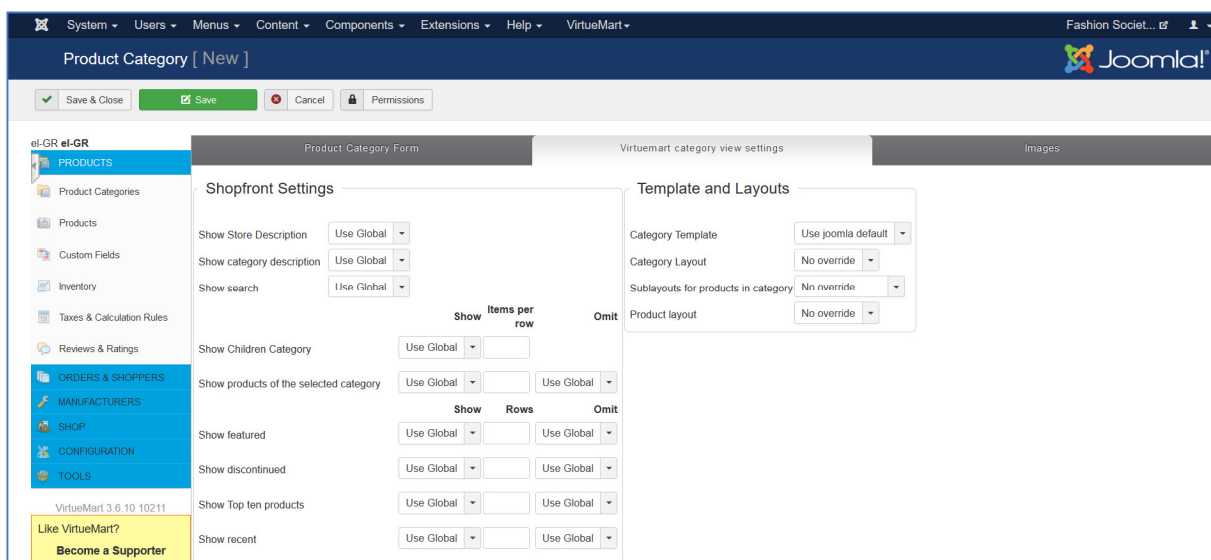 System Users Menus Content Components Extensions Help VirtueMart Fashion Societ...
Product Category [ New ] Joomla!®
Save & Close Save Cancel Permissions
el-GR el-GR
Product Category Form Virtuemart category view settings Images
PRODUCTS
Product Categories
Products
Custom Fields
Inventory
Taxes & Calculation Rules
Reviews & Ratings
ORDERS & SHOPPERS
MANUFACTURERS
SHOP
CONFIGURATION
TOOLS
VirtueMart 3.6.10 10211
Like VirtueMart?
Become a Supporter
Shopfront Settings
Show Store Description Use Global
Show category description Use Global
Show search Use Global
Show Items per row Omit
Show Children Category Use Global
Show products of the selected category Use Global Use Global
Show Rows Omit
Show featured Use Global Use Global
Show discontinued Use Global Use Global
Show Top ten products Use Global Use Global
Show recent Use Global Use Global
Template and Layouts
Category Template Use joomla default
Category Layout No override
Sublayouts for products in category No override
Product layout No override